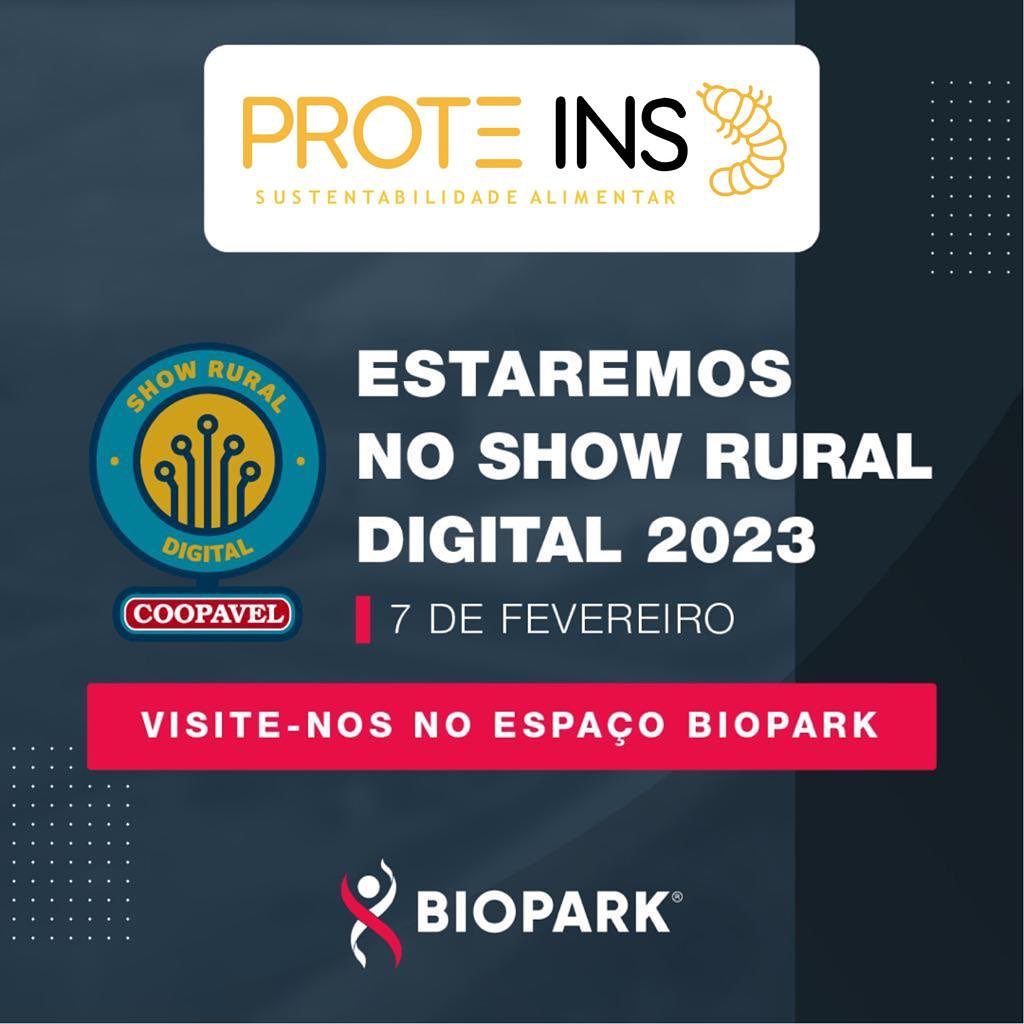 PROTE INS
SUSTENTABILIDADE ALIMENTAR
SHOW RURAL
DIGITAL
COOPAVEL
ESTAREMOS
NO SHOW RURAL
DIGITAL 2023
7 DE FEVEREIRO
VISITE-NOS NO ESPAÇO BIOPARK
BIOPARK®